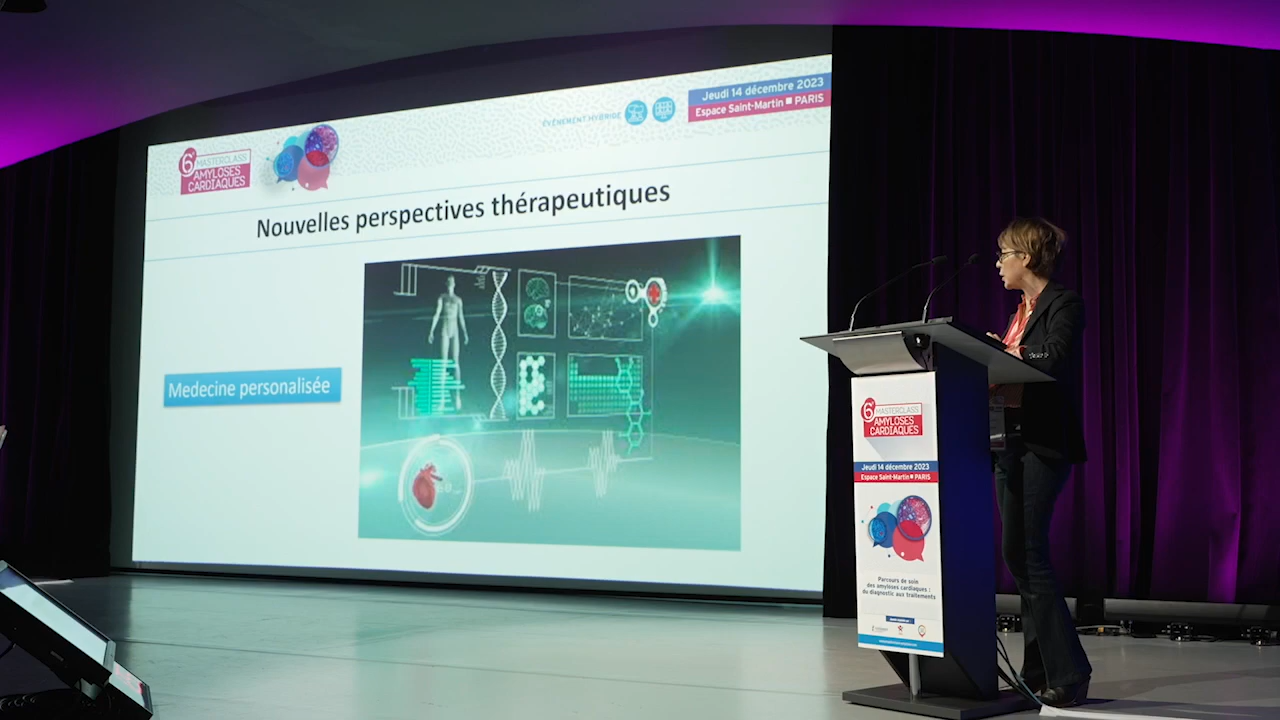 6e MASTERCLASS
AMYLOSES
CARDIAQUES
ÉVÉNEMENT HYBRIDE
Jeudi 14 décembre 2023
Espace Saint-Martin PARIS
Nouvelles perspectives thérapeutiques
Medecine personalisée
6e MASTERCLASS
AMYLOSES
CARDIAQUES
Jeudi 14 décembre 2023
Espace Saint-Martin PARIS
Parcours de soin
des amyloses cardiaques :
du diagnostic aux traitements